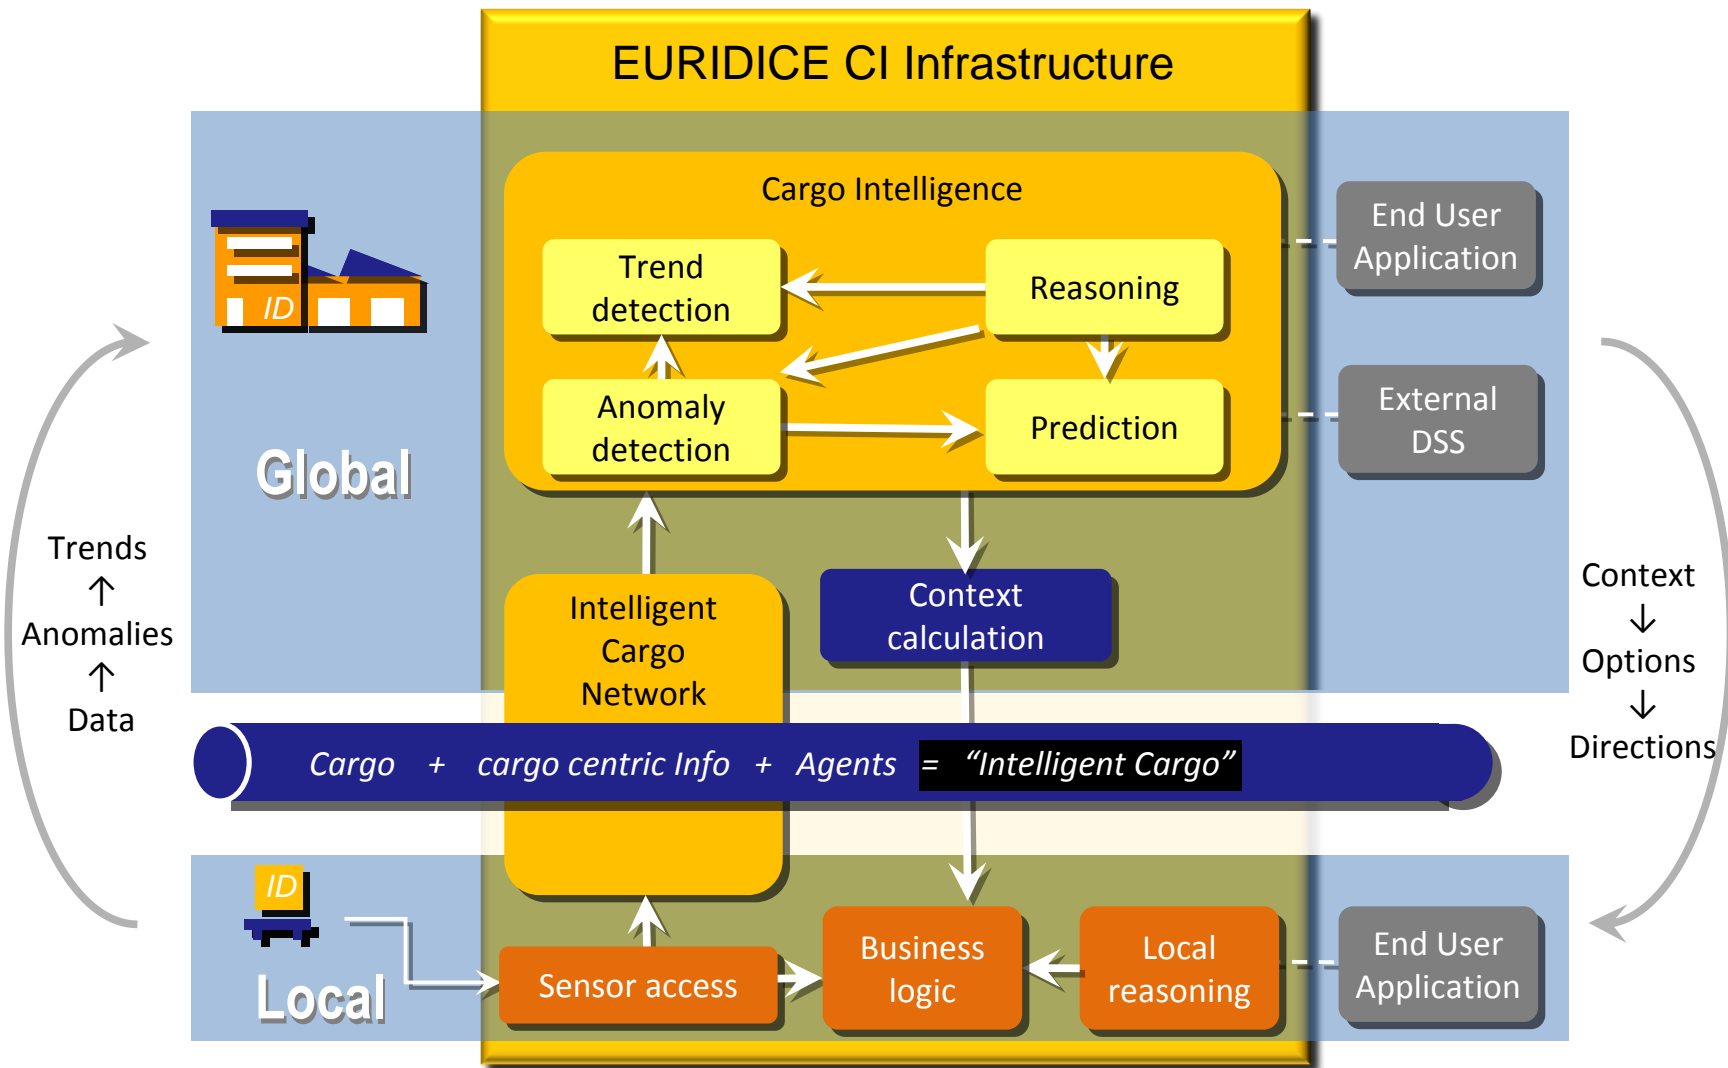 EURIDICE CI Infrastructure
Cargo Intelligence
Trend
detection
Reasoning
Anomaly
detection
Prediction
End User
Application
External
DSS
ID
Global
Trends
↑
Anomalies
↑
Data
Context
↓
Options
↓
Directions
Intelligent
Cargo
Network
Context
calculation
Cargo + cargo centric Info + Agents = “Intelligent Cargo”
ID
Local
Sensor access
Business
logic
Local
reasoning
End User
Application